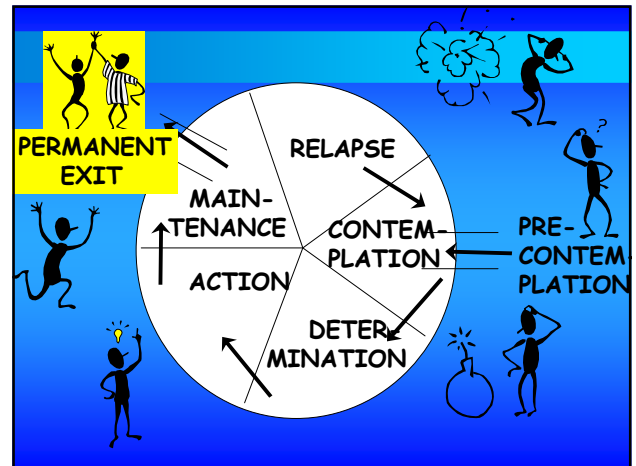 PERMANENT
EXIT
RELAPSE
MAIN-
TENANCE
CONTEM-
PLATION
PRE-
CONTEM-
PLATION
ACTION
DETER
MINATION
?